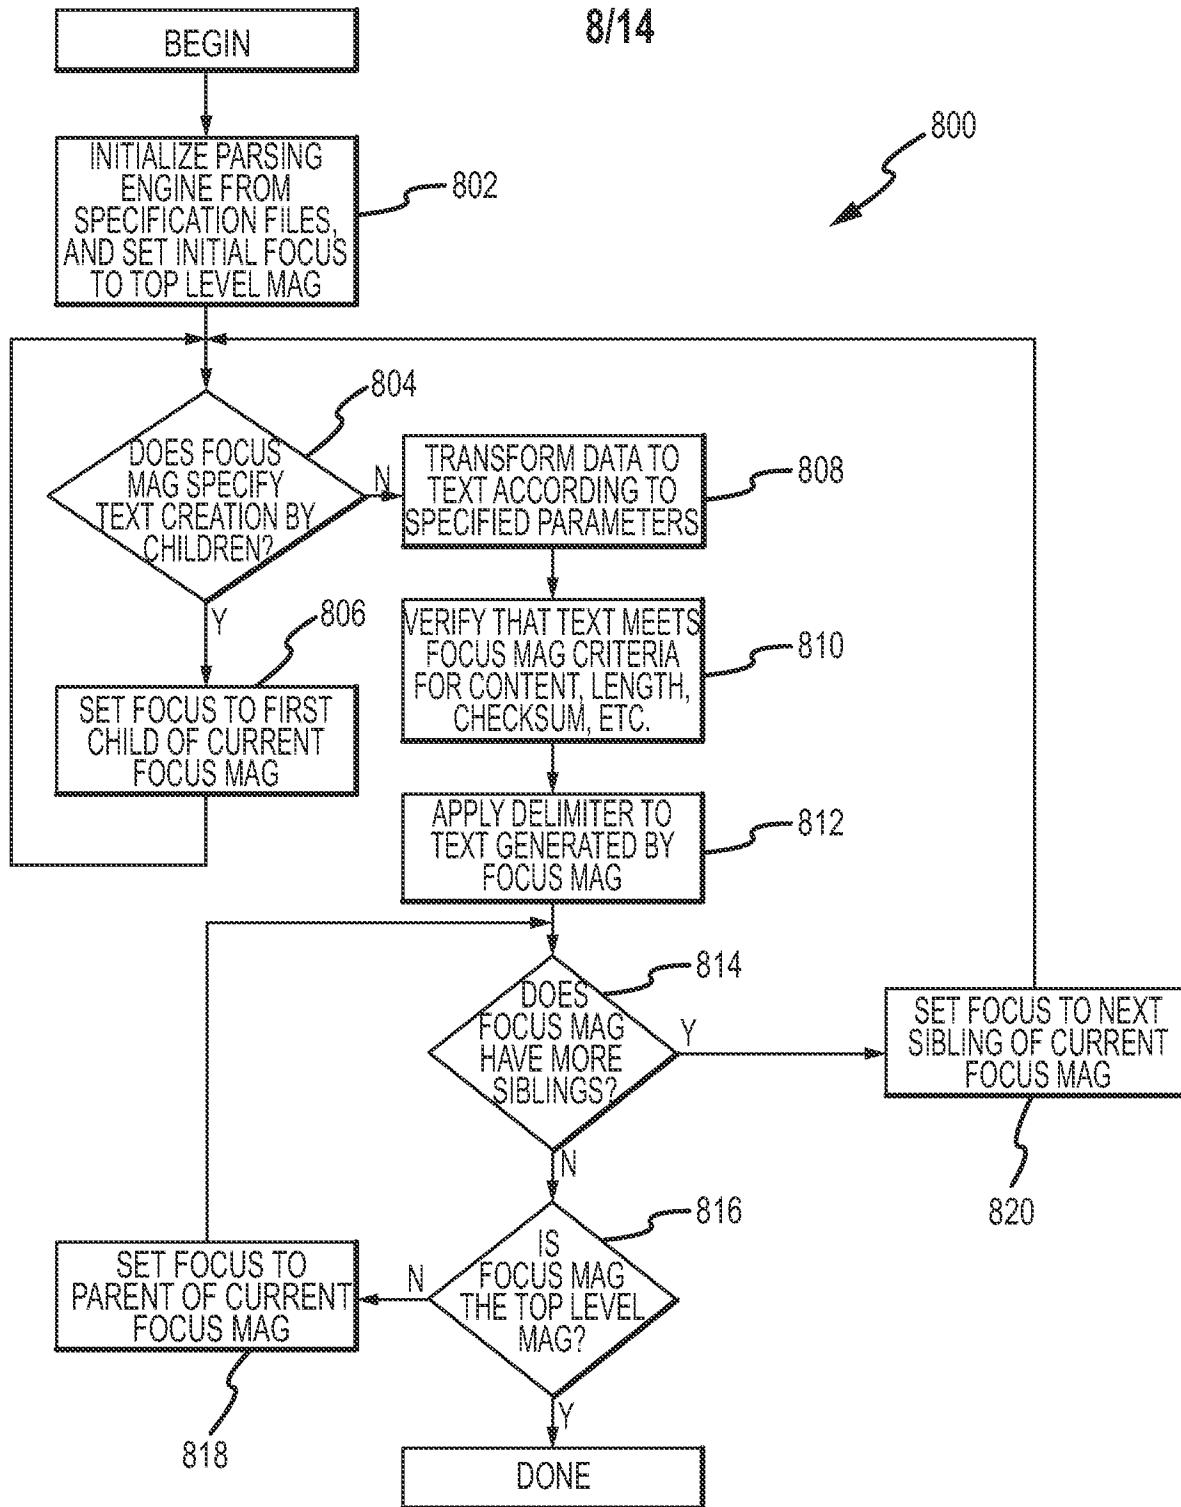 8/14
BEGIN
800
INITIALIZE PARSING
ENGINE FROM
SPECIFICATION FILES,
AND SET INITIAL FOCUS
TO TOP LEVEL MAG
802
804
DOES FOCUS
MAG SPECIFY
TEXT CREATION BY
CHILDREN?
N
Y
TRANSFORM DATA TO
TEXT ACCORDING TO
SPECIFIED PARAMETERS
808
806
SET FOCUS TO FIRST
CHILD OF CURRENT
FOCUS MAG
VERIFY THAT TEXT MEETS
FOCUS MAG CRITERIA
FOR CONTENT, LENGTH,
CHECKSUM, ETC.
810
APPLY DELIMITER TO
TEXT GENERATED BY
FOCUS MAG
812
814
DOES
FOCUS MAG
HAVE MORE
SIBLINGS?
Y
N
SET FOCUS TO NEXT
SIBLING OF CURRENT
FOCUS MAG
820
816
IS
FOCUS MAG
THE TOP LEVEL
MAG?
N
Y
SET FOCUS TO
PARENT OF CURRENT
FOCUS MAG
818
DONE